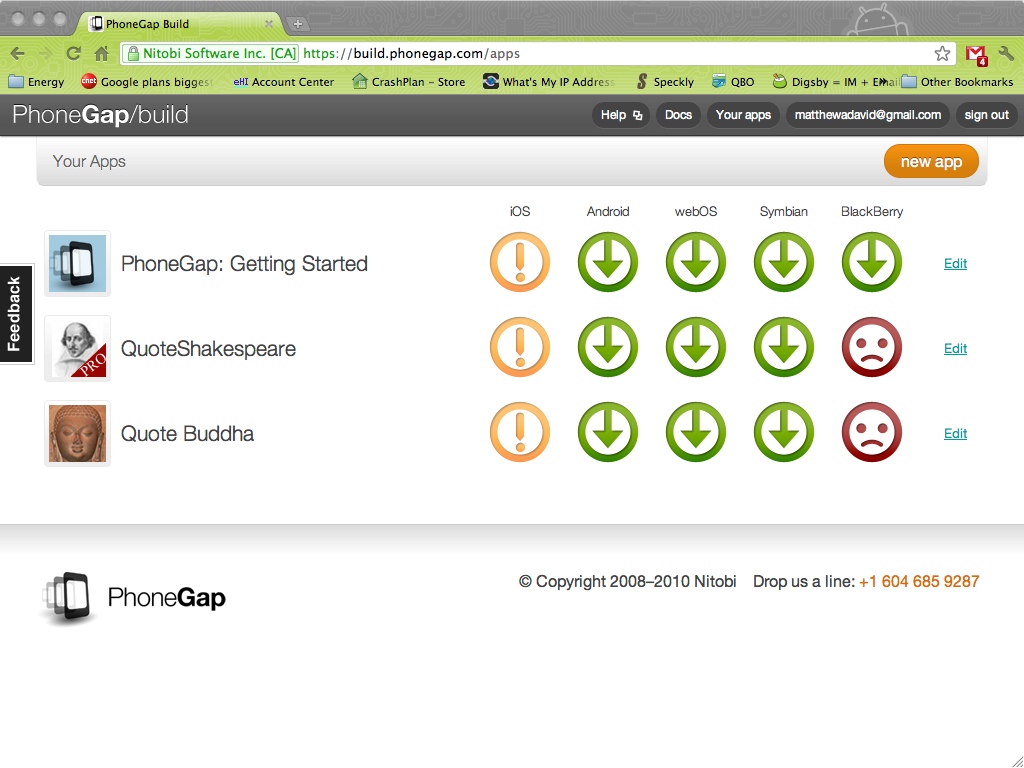 PhoneGap Build
Nitobi Software Inc. [CA] https://build.phonegap.com/apps
4
Energy cnet Google plans biggest eHI Account Center CrashPlan – Store What's My IP Address Speckly QBO Digsby = IM + Emai Other Bookmarks
PhoneGap/build Help Docs Your apps matthewadavid@gmail.com sign out
Your Apps new app
iOS Android webOS Symbian BlackBerry
PhoneGap: Getting Started Edit
Feedback
QuoteShakespeare Edit
PRO
Quote Buddha Edit
PhoneGap © Copyright 2008–2010 Nitobi Drop us a line: +1 604 685 9287